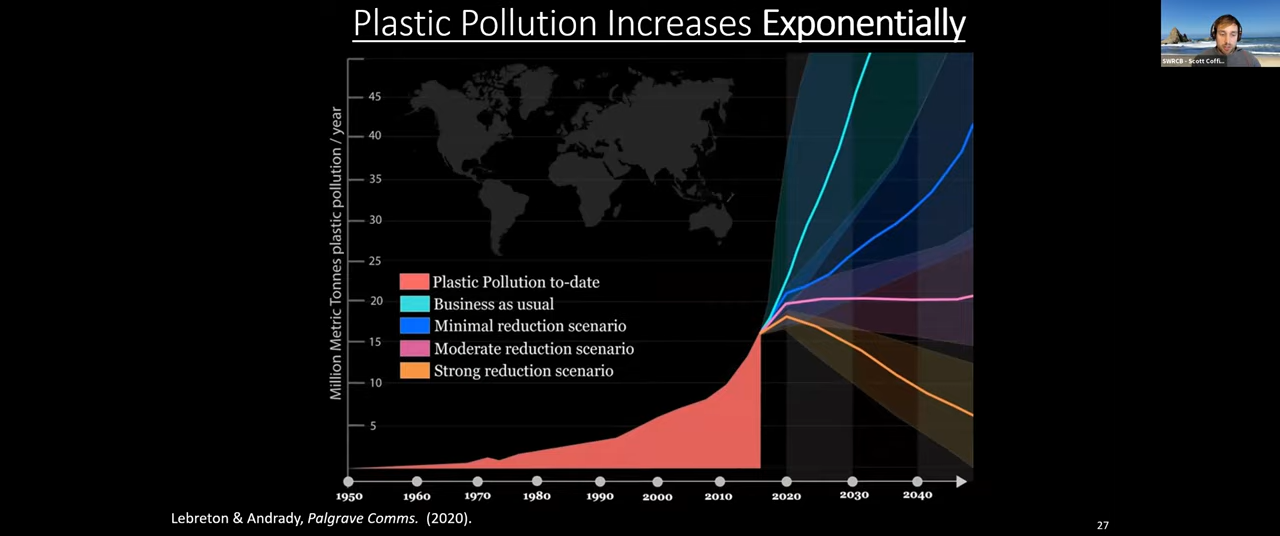 Plastic Pollution Increases Exponentially
SWRCB - Scott Coffi...
Million Metric Tonnes plastic pollution / year
45
40
35
30
25
20
15
10
5
Plastic Pollution to-date
Business as usual
Minimal reduction scenario
Moderate reduction scenario
Strong reduction scenario
1950 1960 1970 1980 1990 2000 2010 2020 2030 2040
Lebreton & Andrady, Palgrave Comms. (2020).
27